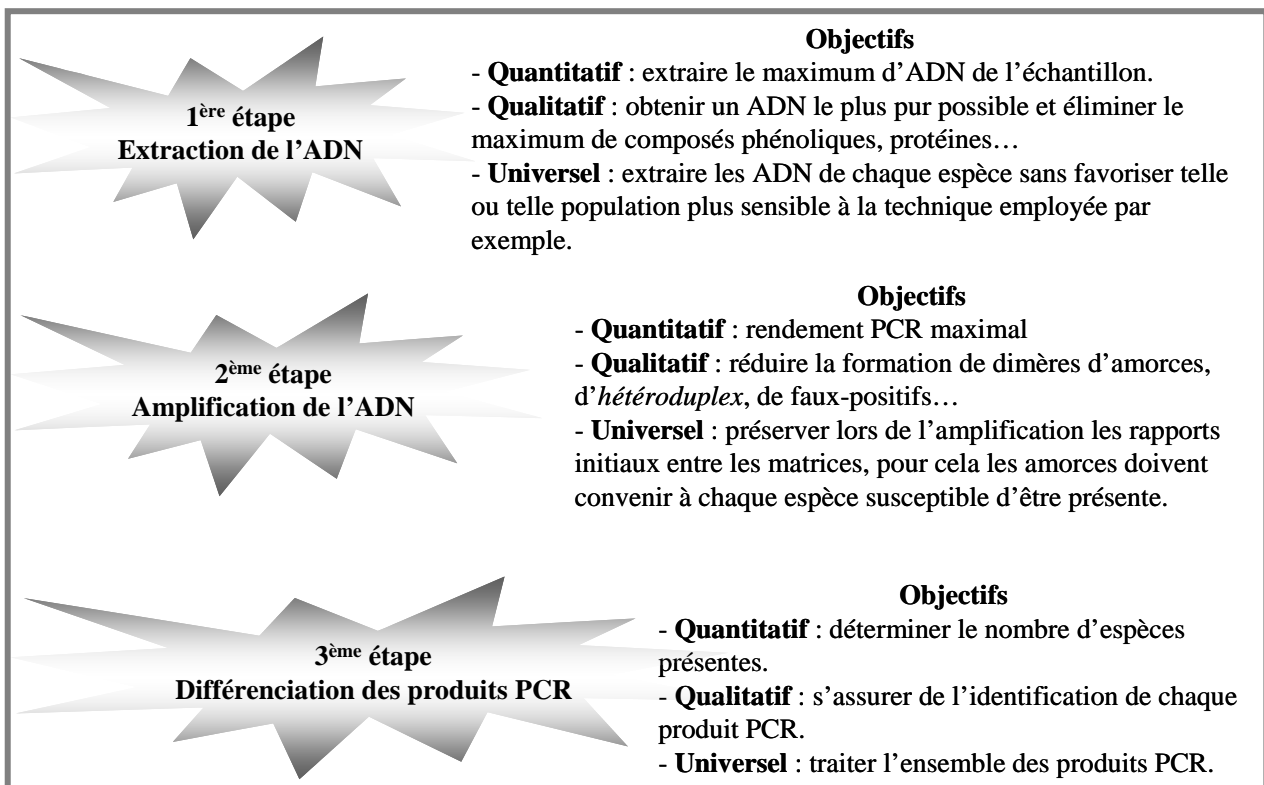 Objectifs
- Quantitatif : extraire le maximum d’ADN de l’échantillon.
- Qualitatif : obtenir un ADN le plus pur possible et éliminer le
maximum de composés phénoliques, protéines…
- Universel : extraire les ADN de chaque espèce sans favoriser telle
ou telle population plus sensible à la technique employée par
exemple.
1ère étape
Extraction de l’ADN
Objectifs
- Quantitatif : rendement PCR maximal
- Qualitatif : réduire la formation de dimères d’amorces,
d’hétéroduplex, de faux-positifs…
- Universel : préserver lors de l’amplification les rapports
initiaux entre les matrices, pour cela les amorces doivent
convenir à chaque espèce susceptible d’être présente.
2ème étape
Amplification de l’ADN
Objectifs
- Quantitatif : déterminer le nombre d’espèces
présentes.
- Qualitatif : s’assurer de l’identification de chaque
produit PCR.
- Universel : traiter l’ensemble des produits PCR.
3ème étape
Différenciation des produits PCR